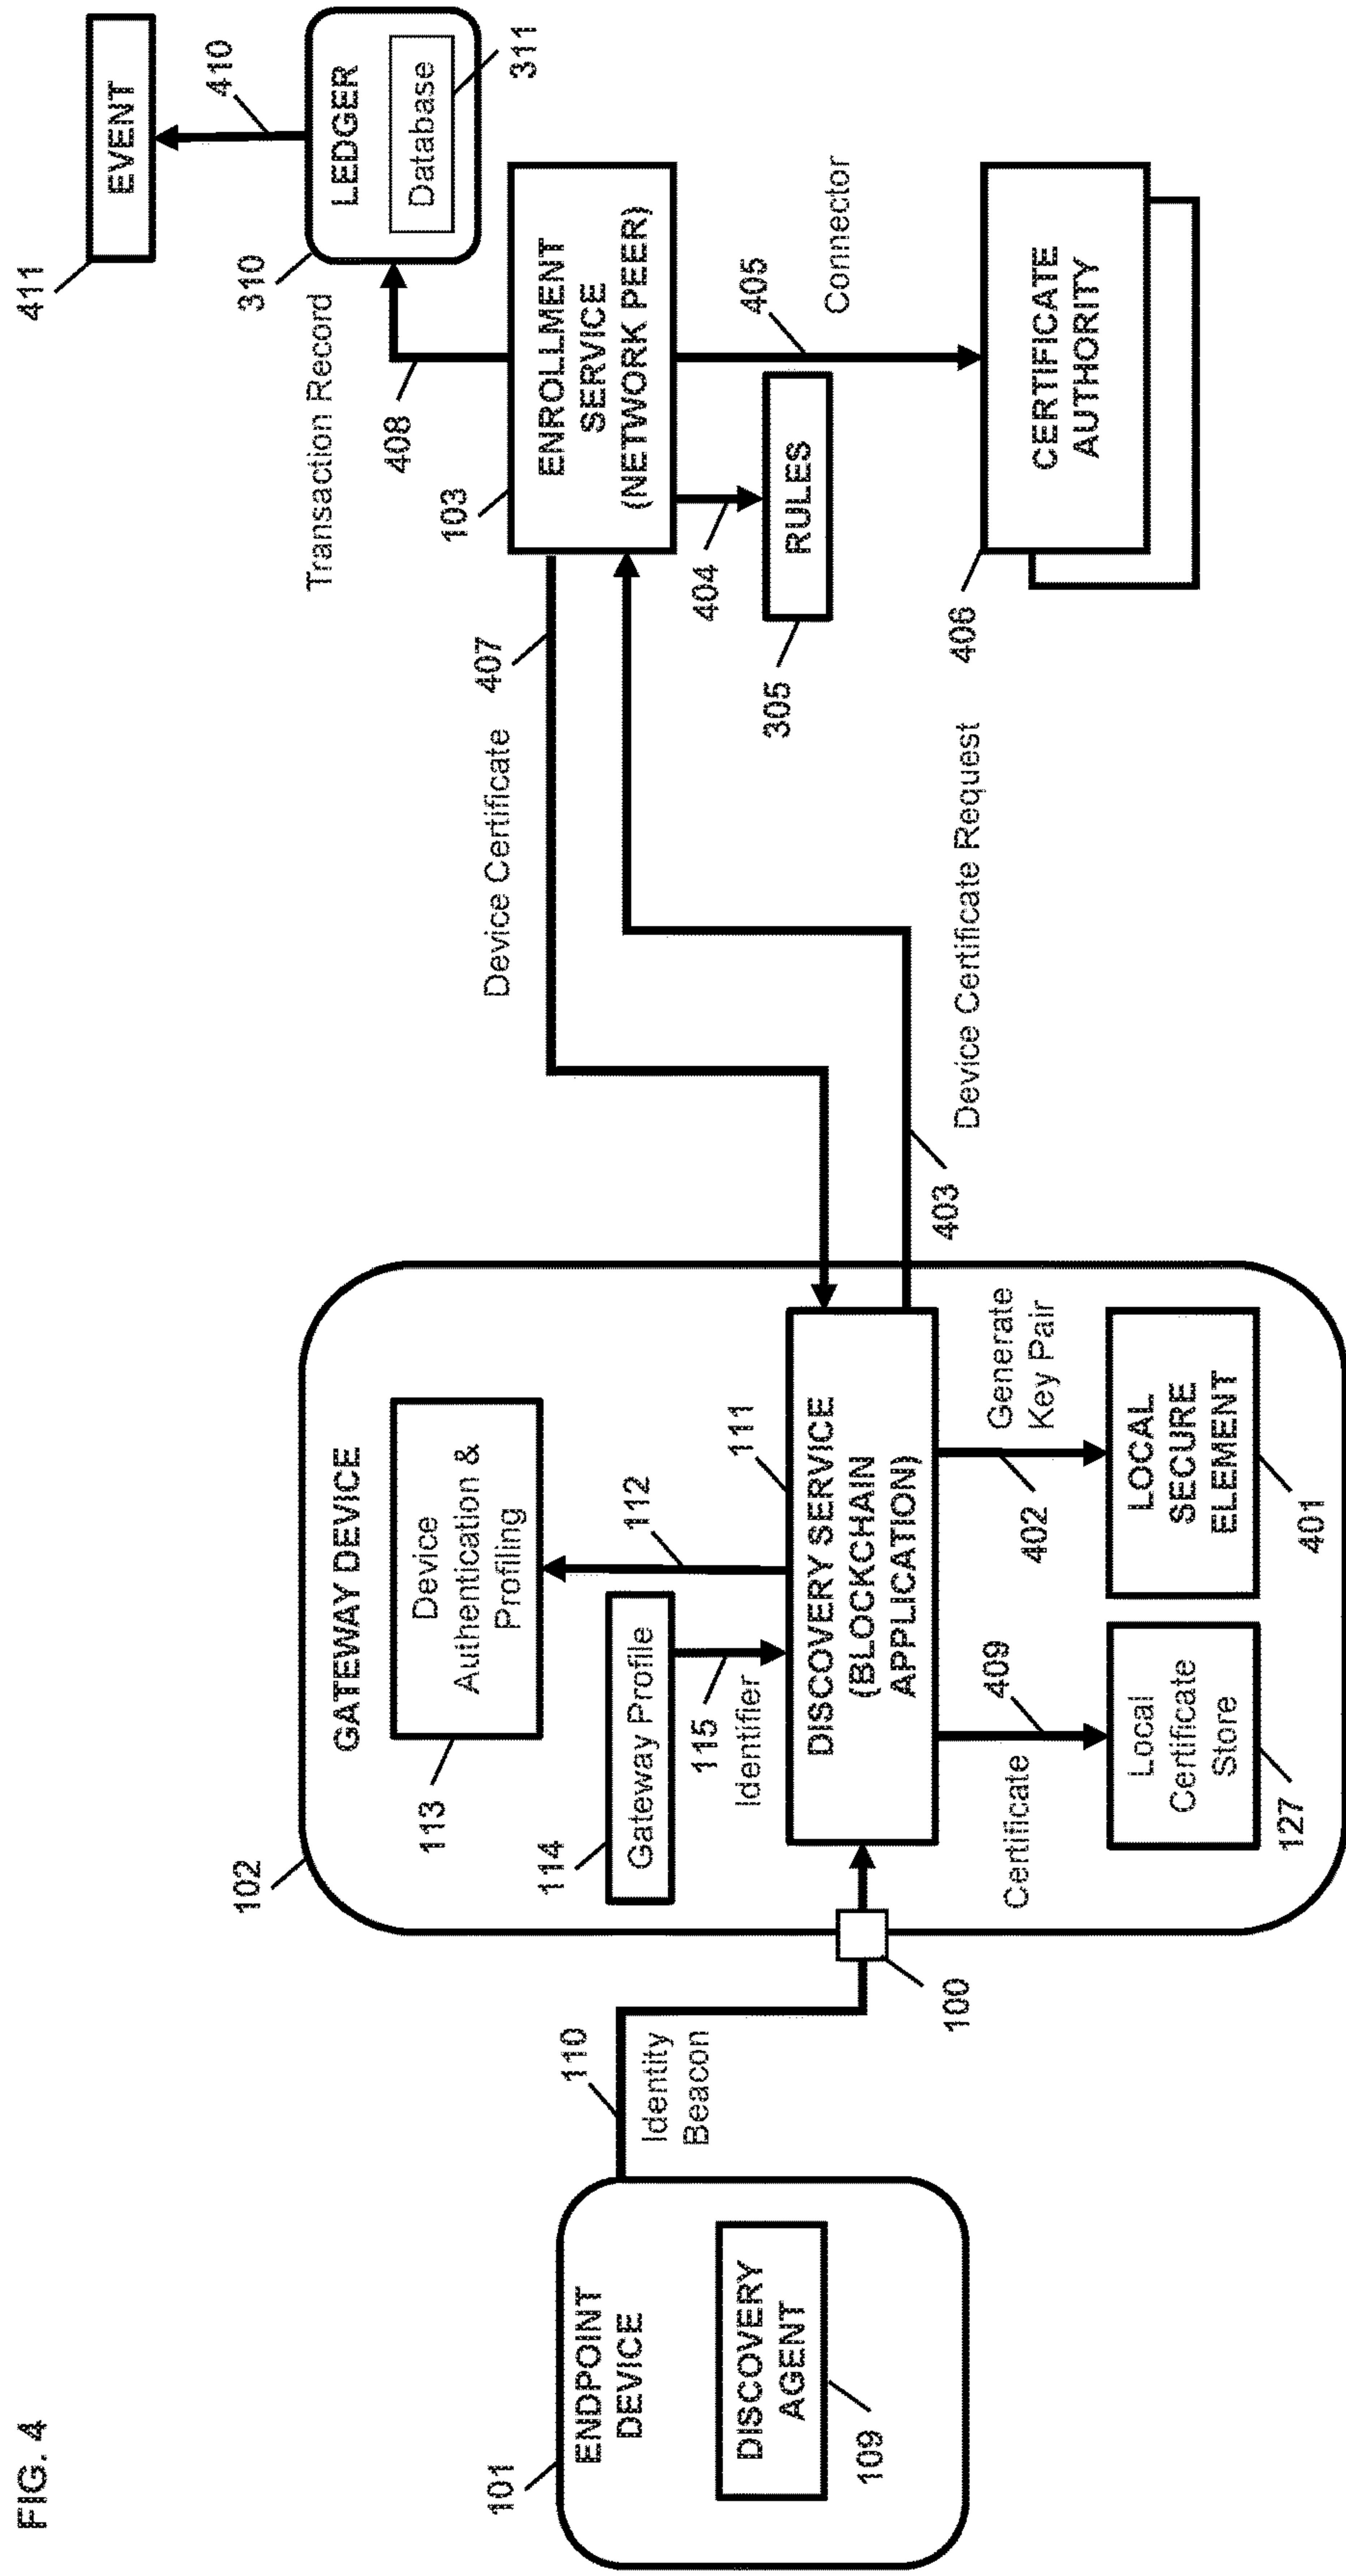 FIG. 4
101
ENDPOINT
DEVICE
DISCOVERY
AGENT
109
110
Identity
Beacon
100
102
GATEWAY DEVICE
113
Device
Authentication &
Profiling
114
Gateway Profile
112
115
Identifier
111
DISCOVERY SERVICE
(BLOCKCHAIN
APPLICATION)
Certificate
409
402
Generate
Key Pair
Local
Certificate
Store
127
LOCAL
SECURE
ELEMENT
401
Device Certificate
407
403
Device Certificate Request
103
ENROLLMENT
SERVICE
(NETWORK PEER)
404
RULES
305
405
Connector
406
CERTIFICATE
AUTHORITY
Transaction Record
408
310
LEDGER
Database
311
410
411
EVENT